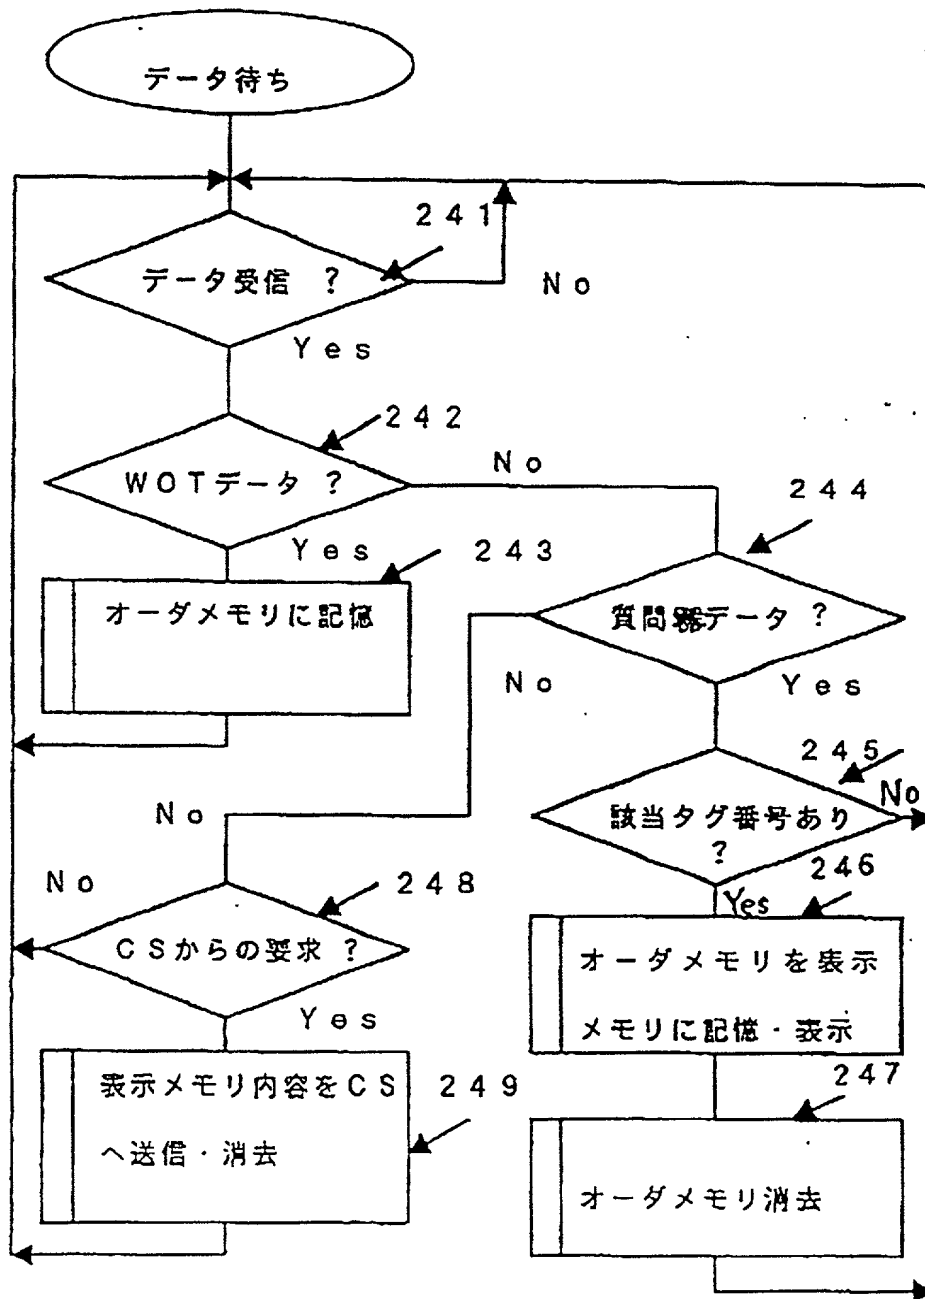 データ待ち
241
データ受信 ?
No
Yes
242
WOTデータ ?
No
244
Yes
243
オーダメモリに記憶
質問器データ ?
No
Yes
245
No
該当タグ番号あり
?
No
246
No
248
Yes
CSからの要求 ?
オーダメモリを表示
メモリに記憶・表示
Yes
表示メモリ内容をCS
へ送信・消去
249
247
オーダメモリ消去